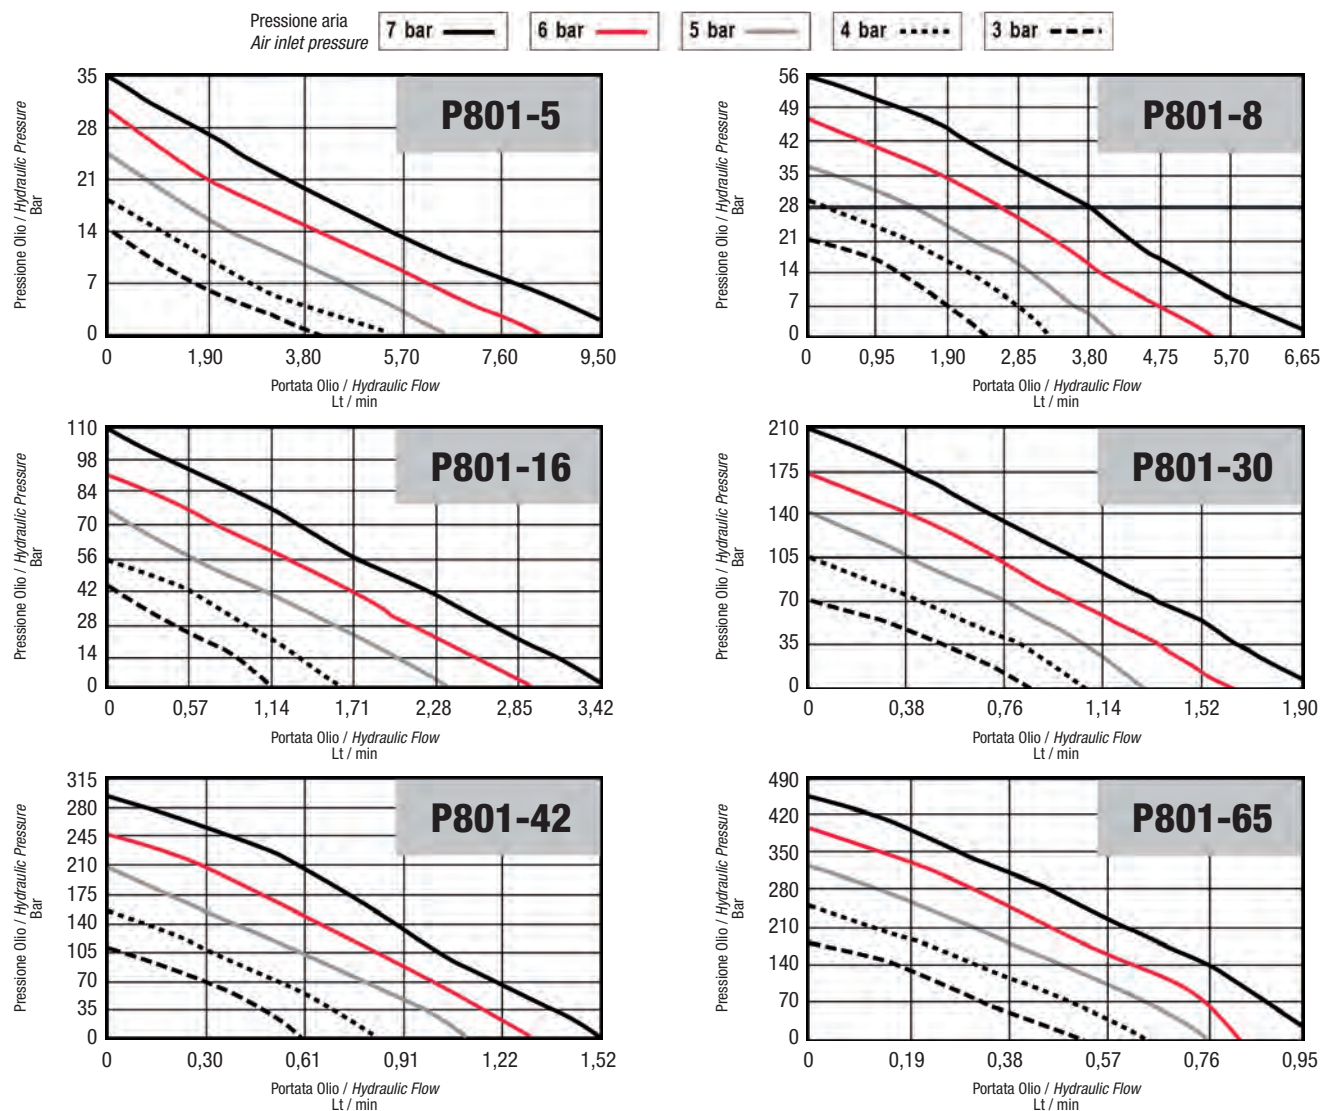 Pressione aria
Air inlet pressure
7 bar
6 bar
5 bar
4 bar
3 bar
P801-5
Pressione Olio / Hydraulic Pressure
Bar
35
28
21
14
7
0
0 1,90 3,80 5,70 7,60 9,50
Portata Olio / Hydraulic Flow
Lt / min
P801-8
Pressione Olio / Hydraulic Pressure
Bar
56
49
42
35
28
21
14
7
0
0 0,95 1,90 2,85 3,80 4,75 5,70 6,65
Portata Olio / Hydraulic Flow
Lt / min
P801-16
Pressione Olio / Hydraulic Pressure
Bar
110
98
84
70
56
42
28
14
0
0 0,57 1,14 1,71 2,28 2,85 3,42
Portata Olio / Hydraulic Flow
Lt / min
P801-30
Pressione Olio / Hydraulic Pressure
Bar
210
175
140
105
70
35
0
0 0,38 0,76 1,14 1,52 1,90
Portata Olio / Hydraulic Flow
Lt / min
P801-42
Pressione Olio / Hydraulic Pressure
Bar
315
280
245
210
175
140
105
70
35
0
0 0,30 0,61 0,91 1,22 1,52
Portata Olio / Hydraulic Flow
Lt / min
P801-65
Pressione Olio / Hydraulic Pressure
Bar
490
420
350
280
210
140
70
0
0 0,19 0,38 0,57 0,76 0,95
Portata Olio / Hydraulic Flow
Lt / min